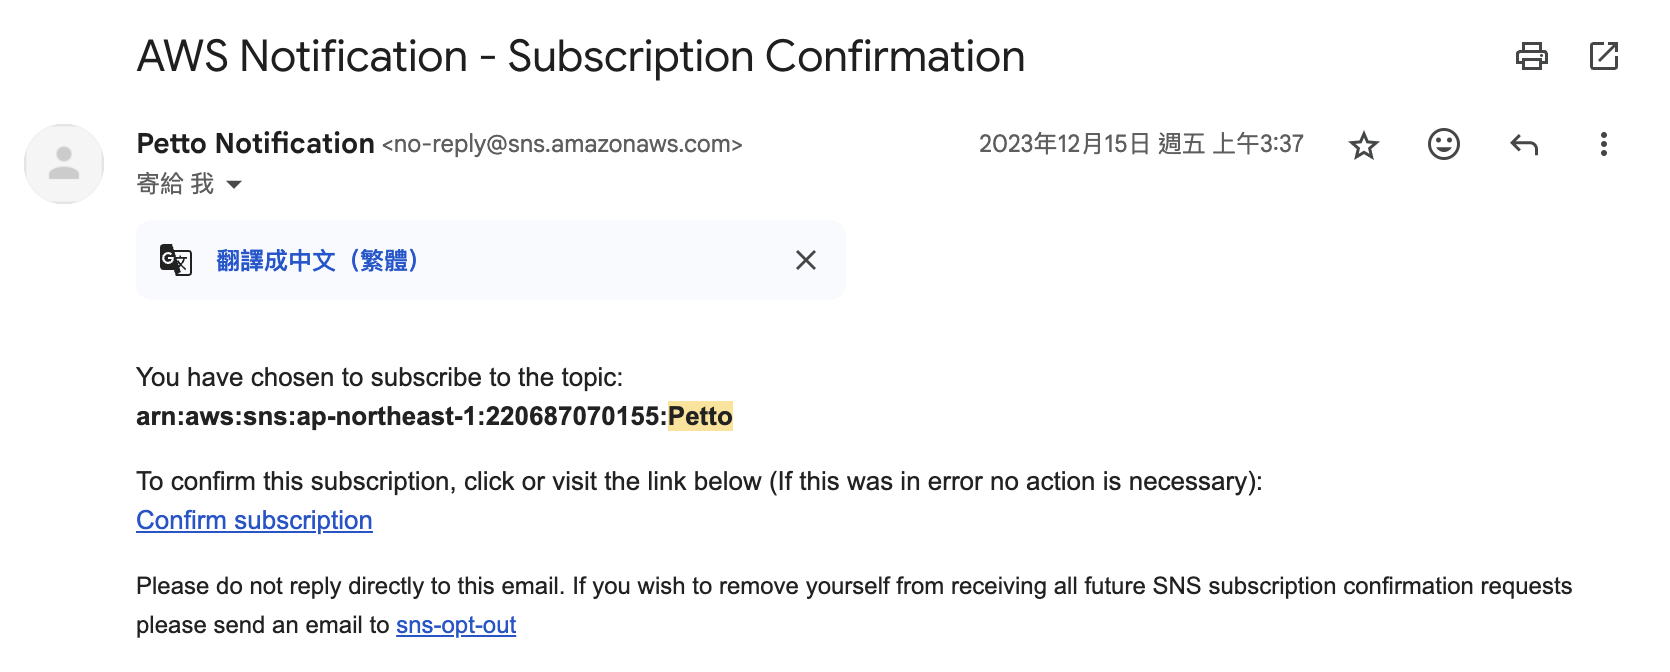 AWS Notification - Subscription Confirmation
Petto Notification <no-reply@sns.amazonaws.com>
2023年12月15日 週五 上午3:37
寄給 我
翻譯成中文（繁體）
You have chosen to subscribe to the topic:
arn:aws:sns:ap-northeast-1:220687070155:Petto
To confirm this subscription, click or visit the link below (If this was in error no action is necessary):
Confirm subscription
Please do not reply directly to this email. If you wish to remove yourself from receiving all future SNS subscription confirmation requests
please send an email to sns-opt-out